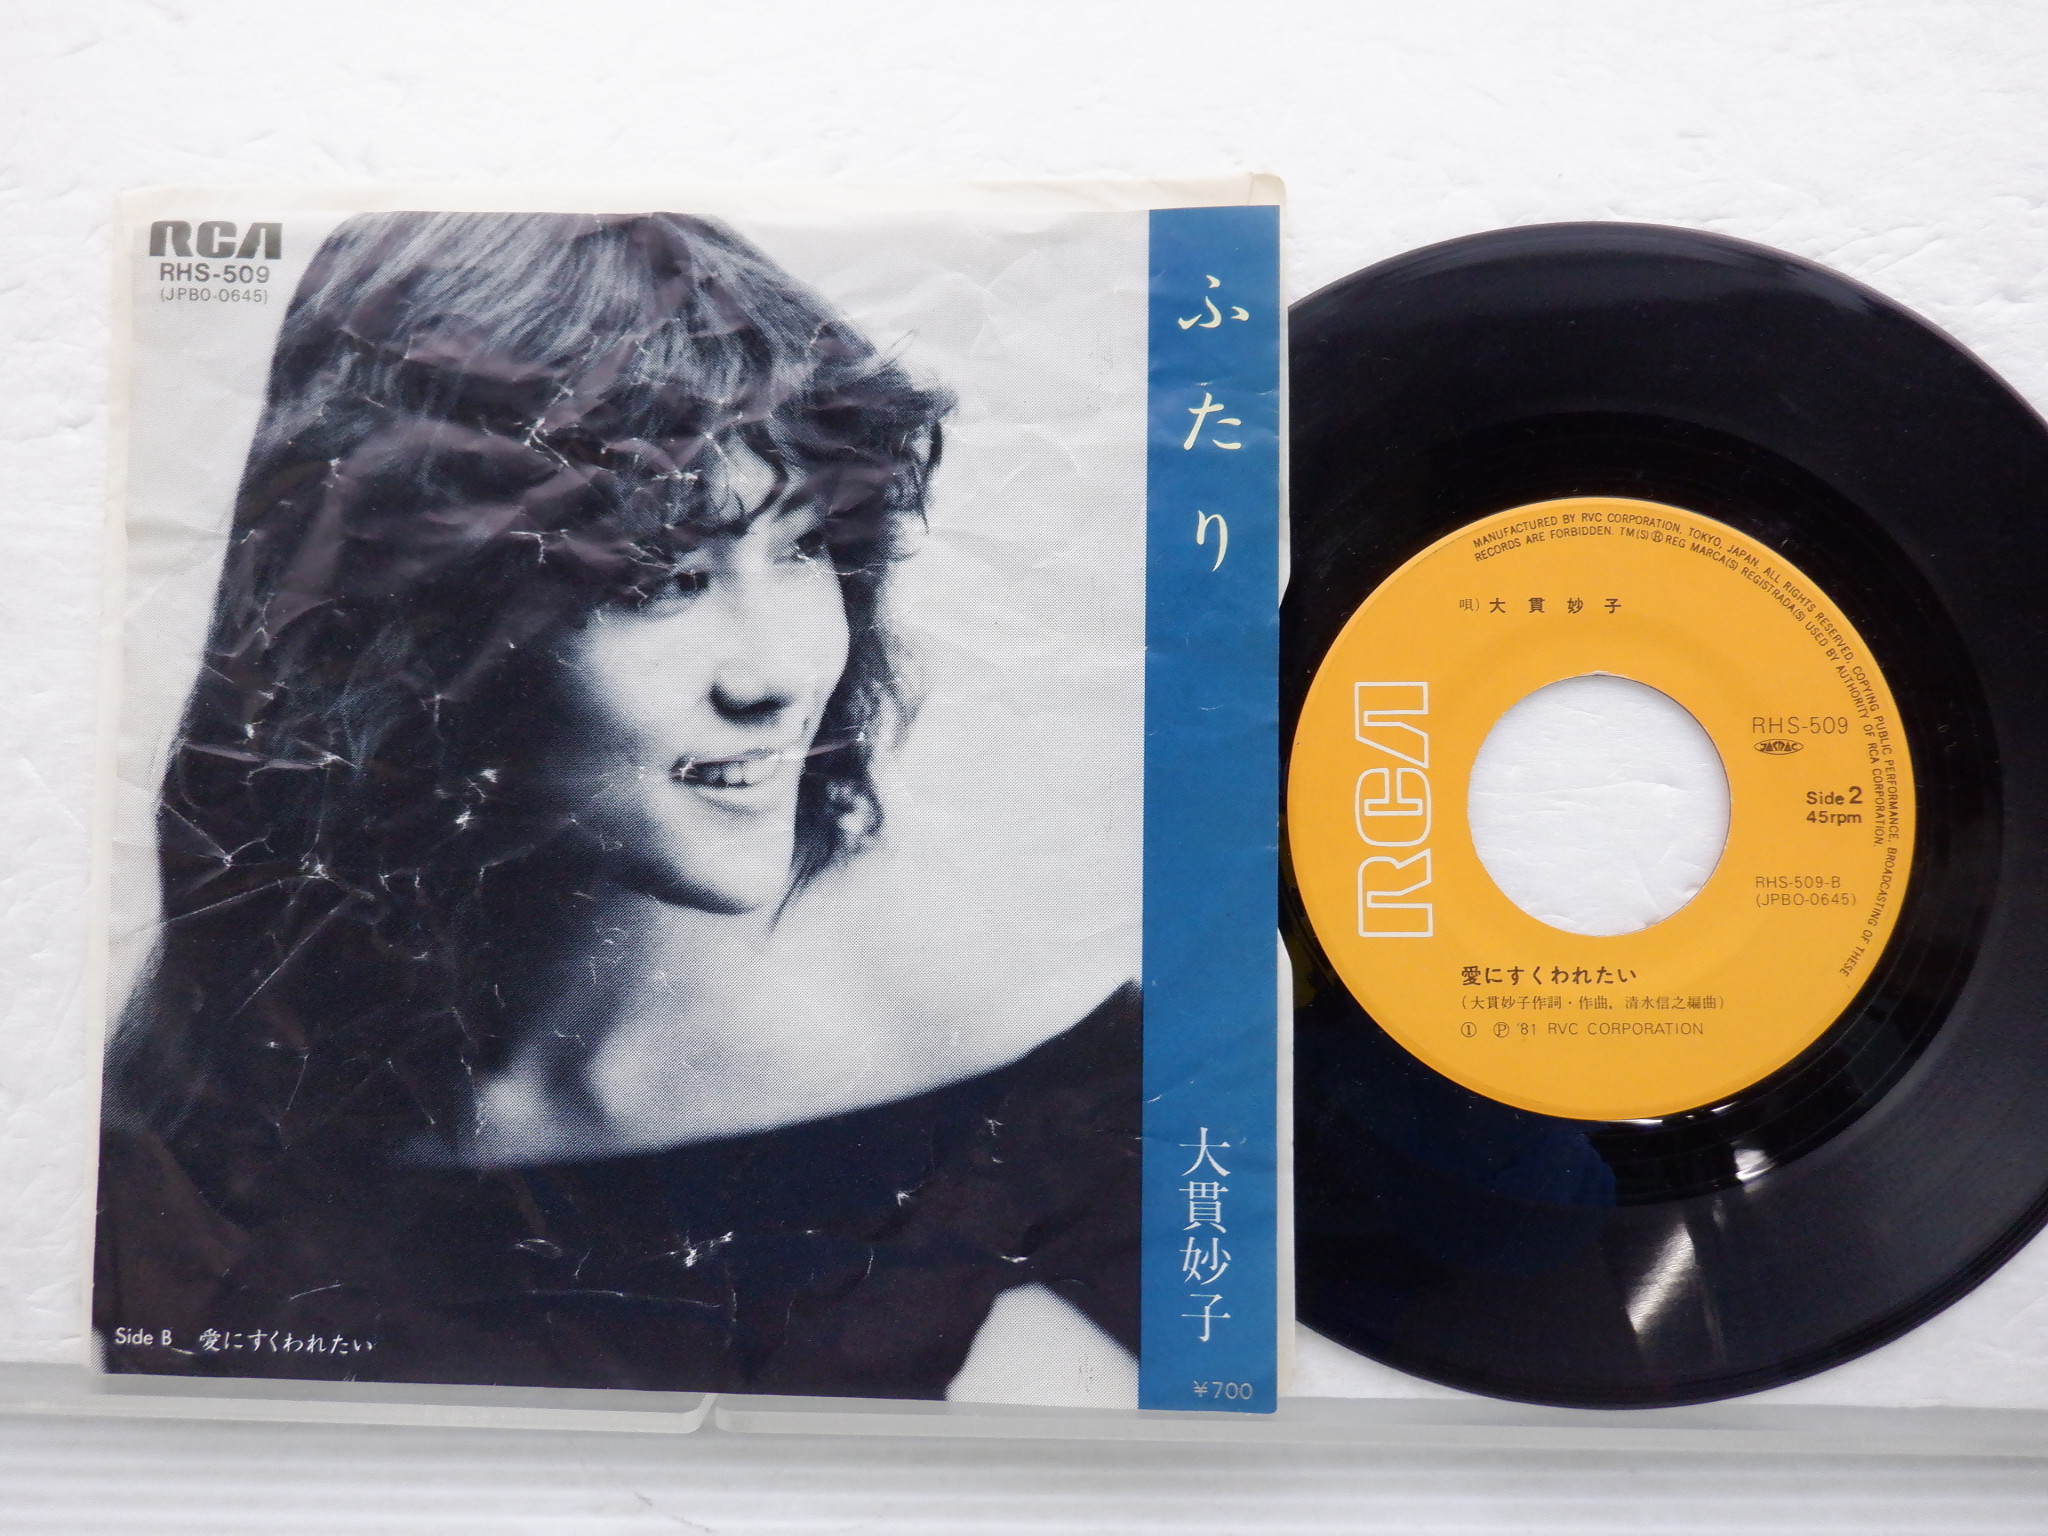 RCA
RHS-509
(JPBO-0645)
ふたり
大貫妙子
¥700
Side B 愛にすくわれたい
MANUFACTURED BY RVC CORPORATION, TOKYO, JAPAN. ALL RIGHTS RESERVED. COPYING PUBLIC PERFORMANCE, BROADCASTING OF THESE
RECORDS ARE FORBIDDEN. TM(S) ® REG MARCA(S) REGISTRADA(S) USED BY AUTHORITY OF RCA CORPORATION.
唄) 大貫妙子
RCA
RHS-509
JASRAC
Side 2
45rpm
RHS-509-B
(JPBO-0645)
愛にすくわれたい
(大貫妙子作詞・作曲, 清水信之編曲)
① ℗ '81 RVC CORPORATION